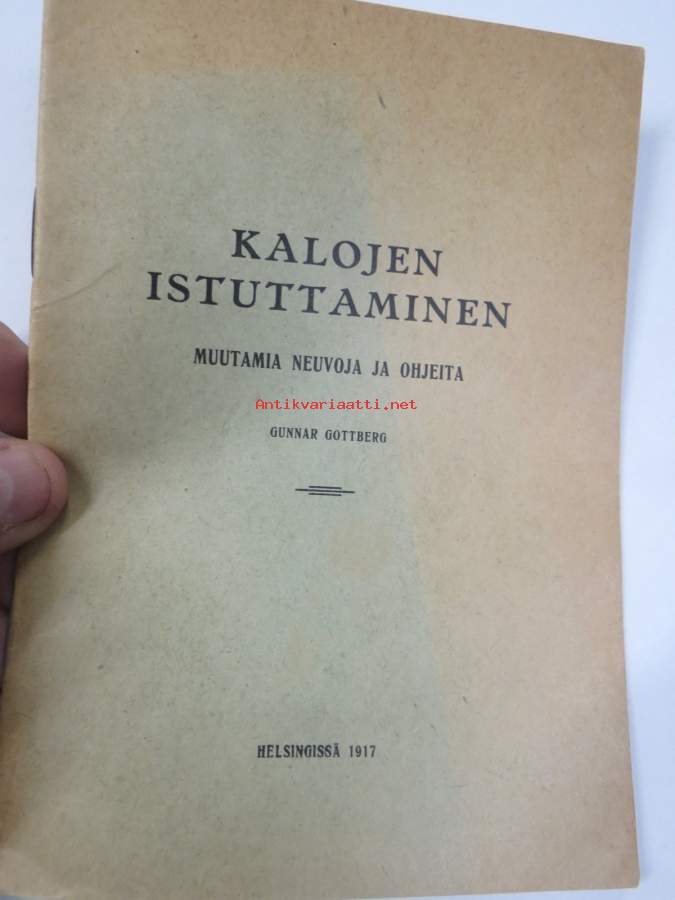 KALOJEN
ISTUTTAMINEN
MUUTAMIA NEUVOJA JA OHJEITA
Antikvariaatti.net
GUNNAR GOTTBERG
HELSINGISSÄ 1917